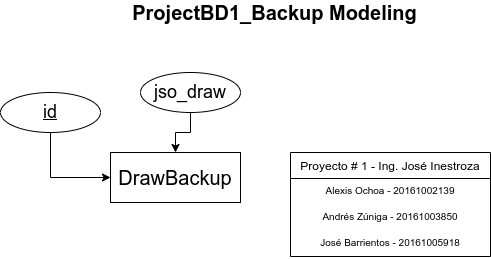 ProjectBD1_Backup Modeling
jso_draw
id
DrawBackup
Proyecto # 1 - Ing. José Inestroza
Alexis Ochoa - 20161002139
Andrés Zúniga - 20161003850
José Barrientos - 20161005918